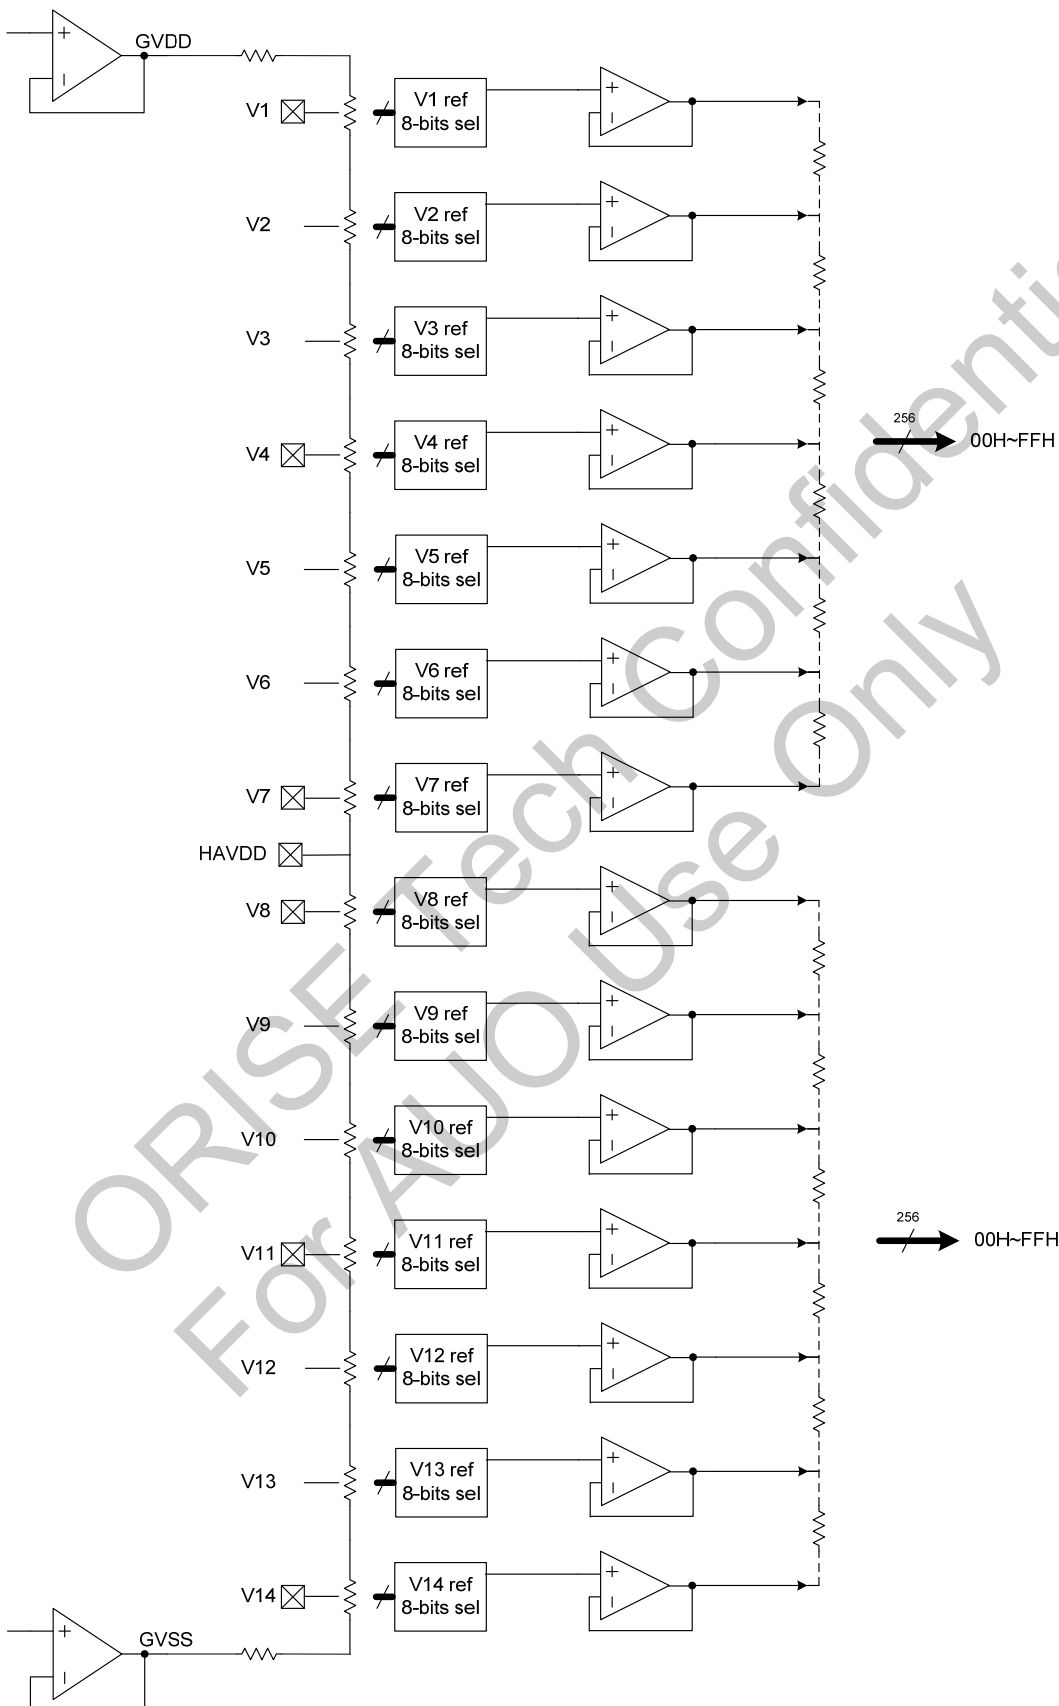 GVDD
V1
V1 ref
8-bits sel
V2
V2 ref
8-bits sel
V3
V3 ref
8-bits sel
V4
V4 ref
8-bits sel
256
00H~FFH
V5
V5 ref
8-bits sel
V6
V6 ref
8-bits sel
V7
V7 ref
8-bits sel
HAVDD
V8
V8 ref
8-bits sel
V9
V9 ref
8-bits sel
V10
V10 ref
8-bits sel
V11
V11 ref
8-bits sel
256
00H~FFH
V12
V12 ref
8-bits sel
V13
V13 ref
8-bits sel
V14
V14 ref
8-bits sel
GVSS
ORISE Tech Confidenti
For AUO Use Only